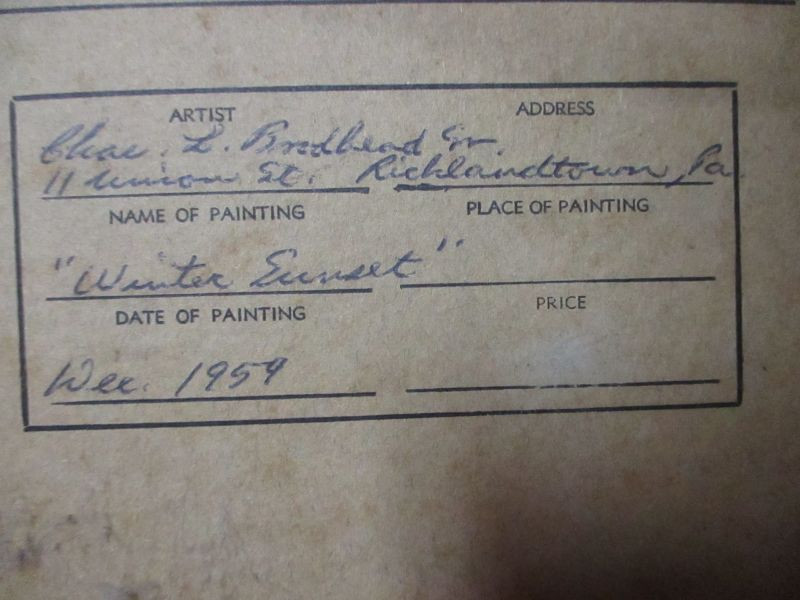 ARTIST ADDRESS
Chas. L. Brodhead Sr
11 Union St. Richlandtown, Pa.
NAME OF PAINTING PLACE OF PAINTING
"Winter Sunset"
DATE OF PAINTING PRICE
Dec. 1959